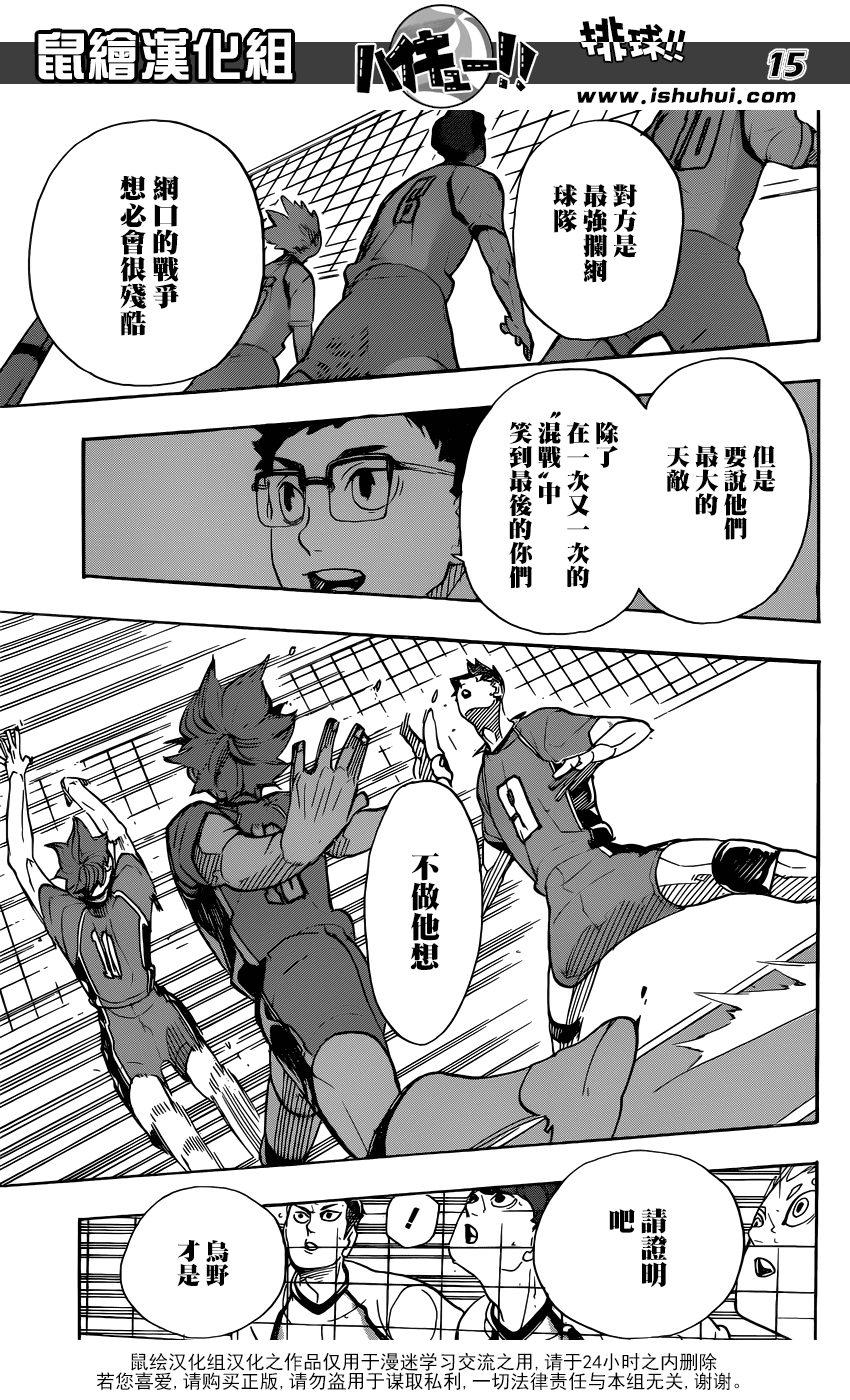 鼠繪漢化組
ハイキュー!!
排球!!
15
www.ishuhui.com
對方是
最強攔網
球隊
網口的戰爭
想必會很殘酷
但是
要說他們
最大的
天敵
除了
在一次又一次的
“混戰”中
笑到最後的你們
不做他想
請證明
吧
!
烏野
才是
鼠绘汉化组汉化之作品仅用于漫迷学习交流之用, 请于24小时之内删除
若您喜爱, 请购买正版, 请勿盗用于谋取私利, 一切法律责任与本组无关, 谢谢。